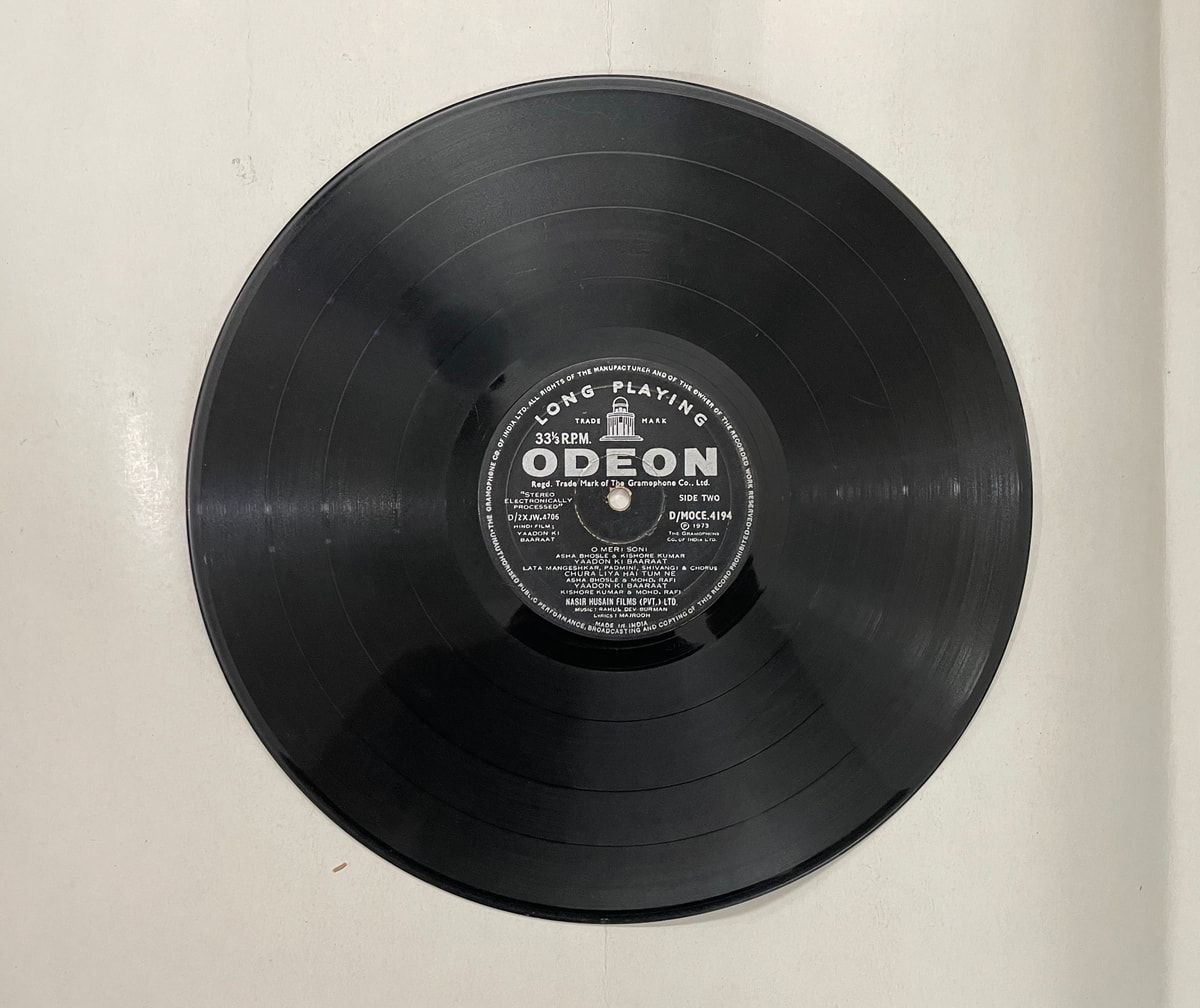 UNAUTHORISED PUBLIC PERFORMANCE, BROADCASTING AND COPYING OF THIS RECORD PROHIBITED. THE GRAMOPHONE CO. OF INDIA LTD. ALL RIGHTS OF THE MANUFACTURER AND OF THE OWNER OF THE RECORDED WORK RESERVED.
LONG PLAYING
TRADE MARK
33⅓ R.P.M.
ODEON
Regd. Trade Mark of The Gramophone Co., Ltd.
"STEREO
ELECTRONICALLY
PROCESSED"
D/2XJW.4706
HINDI FILM;
YAADON KI
BAARAAT
SIDE TWO
D/MOCE.4194
Ⓟ 1973
THE GRAMOPHONE
CO. OF INDIA LTD.
O MERI SONI
ASHA BHOSLE & KISHORE KUMAR
YAADON KI BAARAAT
LATA MANGESHKAR, PADMINI, SHIVANGI & CHORUS
CHURA LIYA HAI TUM NE
ASHA BHOSLE & MOHD. RAFI
YAADON KI BAARAAT
KISHORE KUMAR & MOHD. RAFI
NASIR HUSAIN FILMS (PVT.) LTD.
MUSIC: RAHUL DEV BURMAN
LYRICS: MAJROOH
MADE IN INDIA